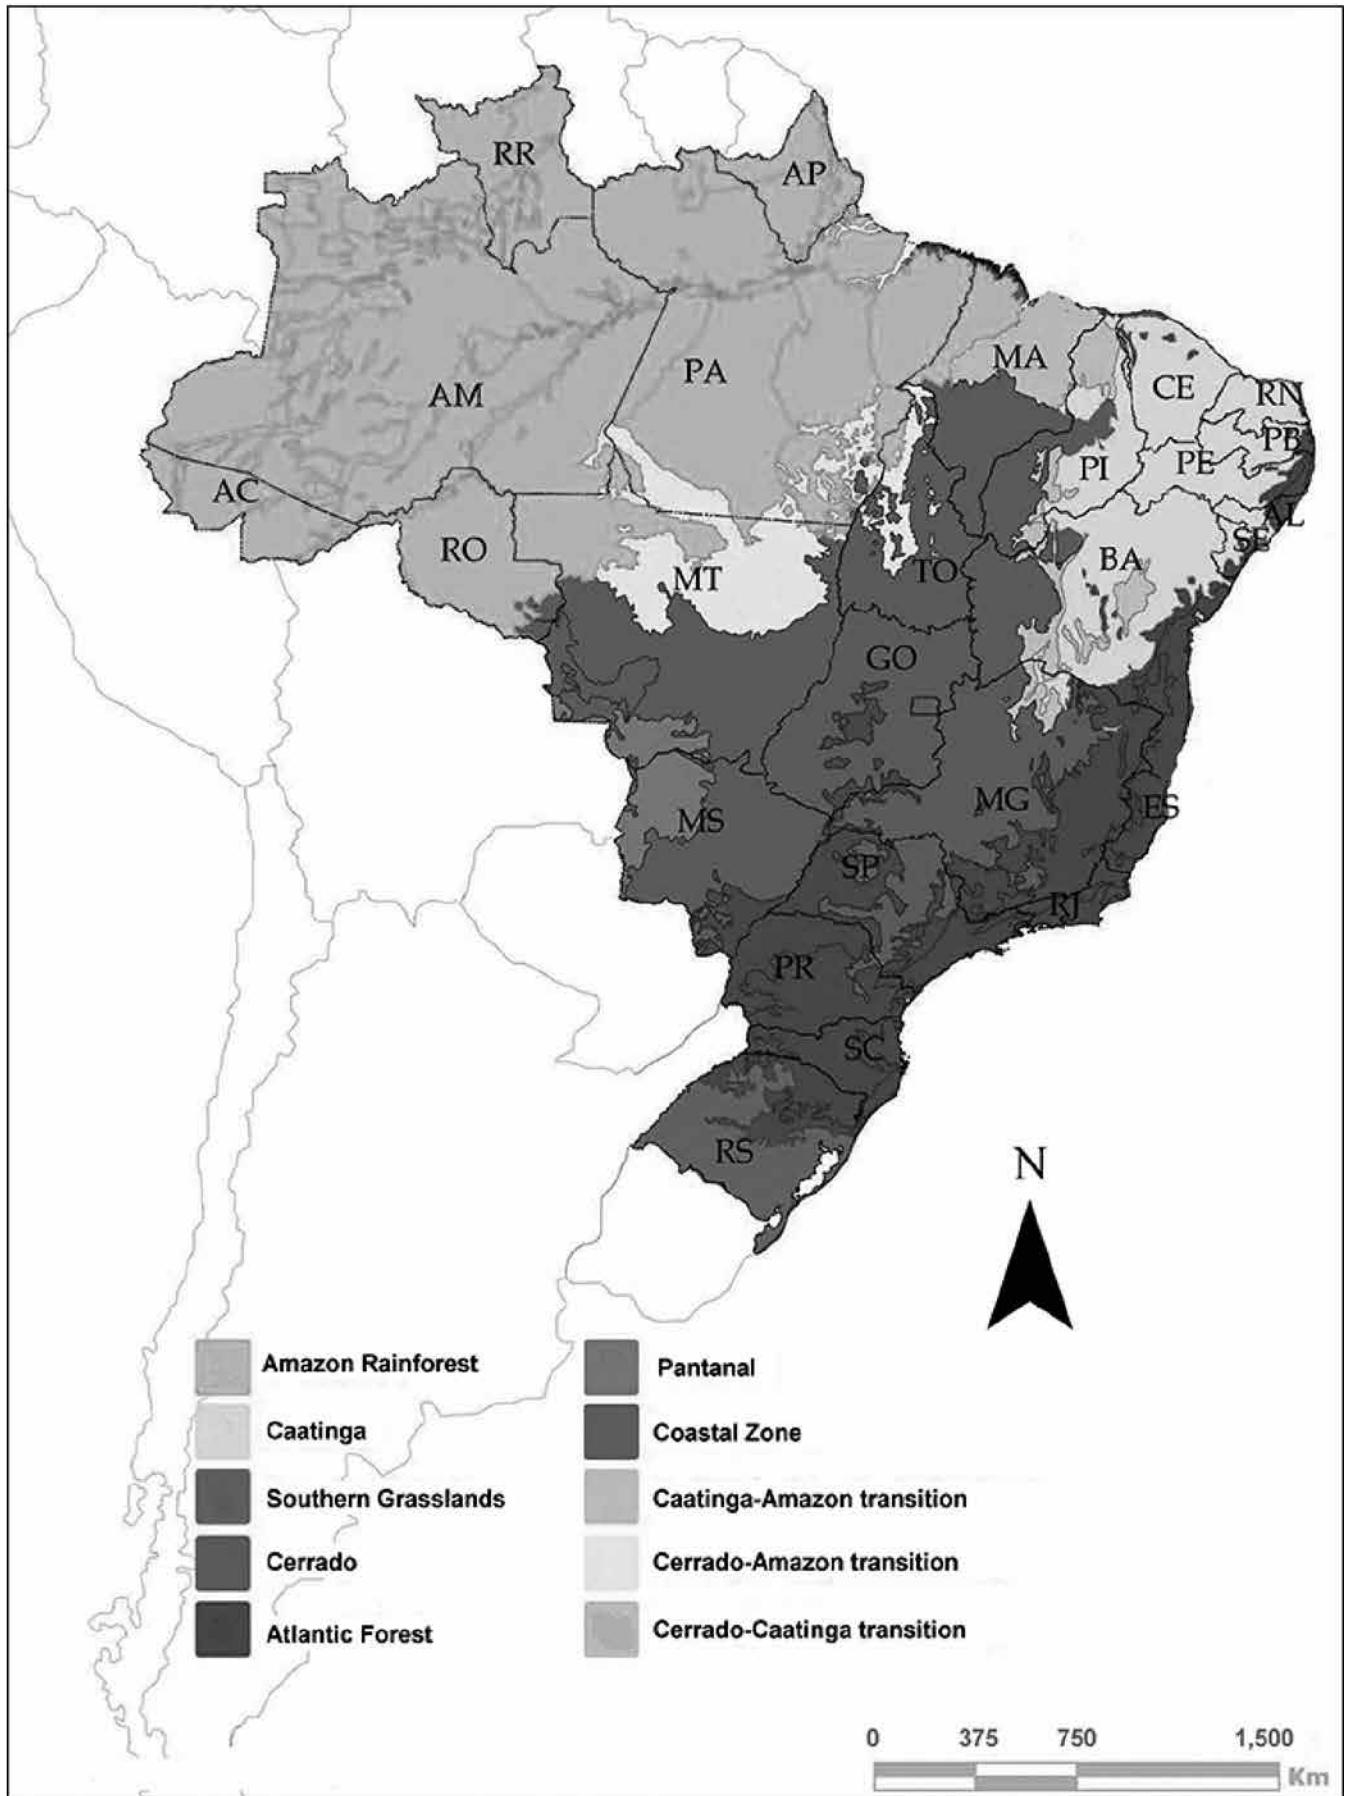 RR
AP
AM
PA
MA
CE
RN
PB
PI
PE
AL
SE
AC
RO
MT
TO
BA
GO
MS
MG
ES
SP
RJ
PR
SC
RS
N
Amazon Rainforest
Caatinga
Southern Grasslands
Cerrado
Atlantic Forest
Pantanal
Coastal Zone
Caatinga-Amazon transition
Cerrado-Amazon transition
Cerrado-Caatinga transition
0 375 750 1,500
Km